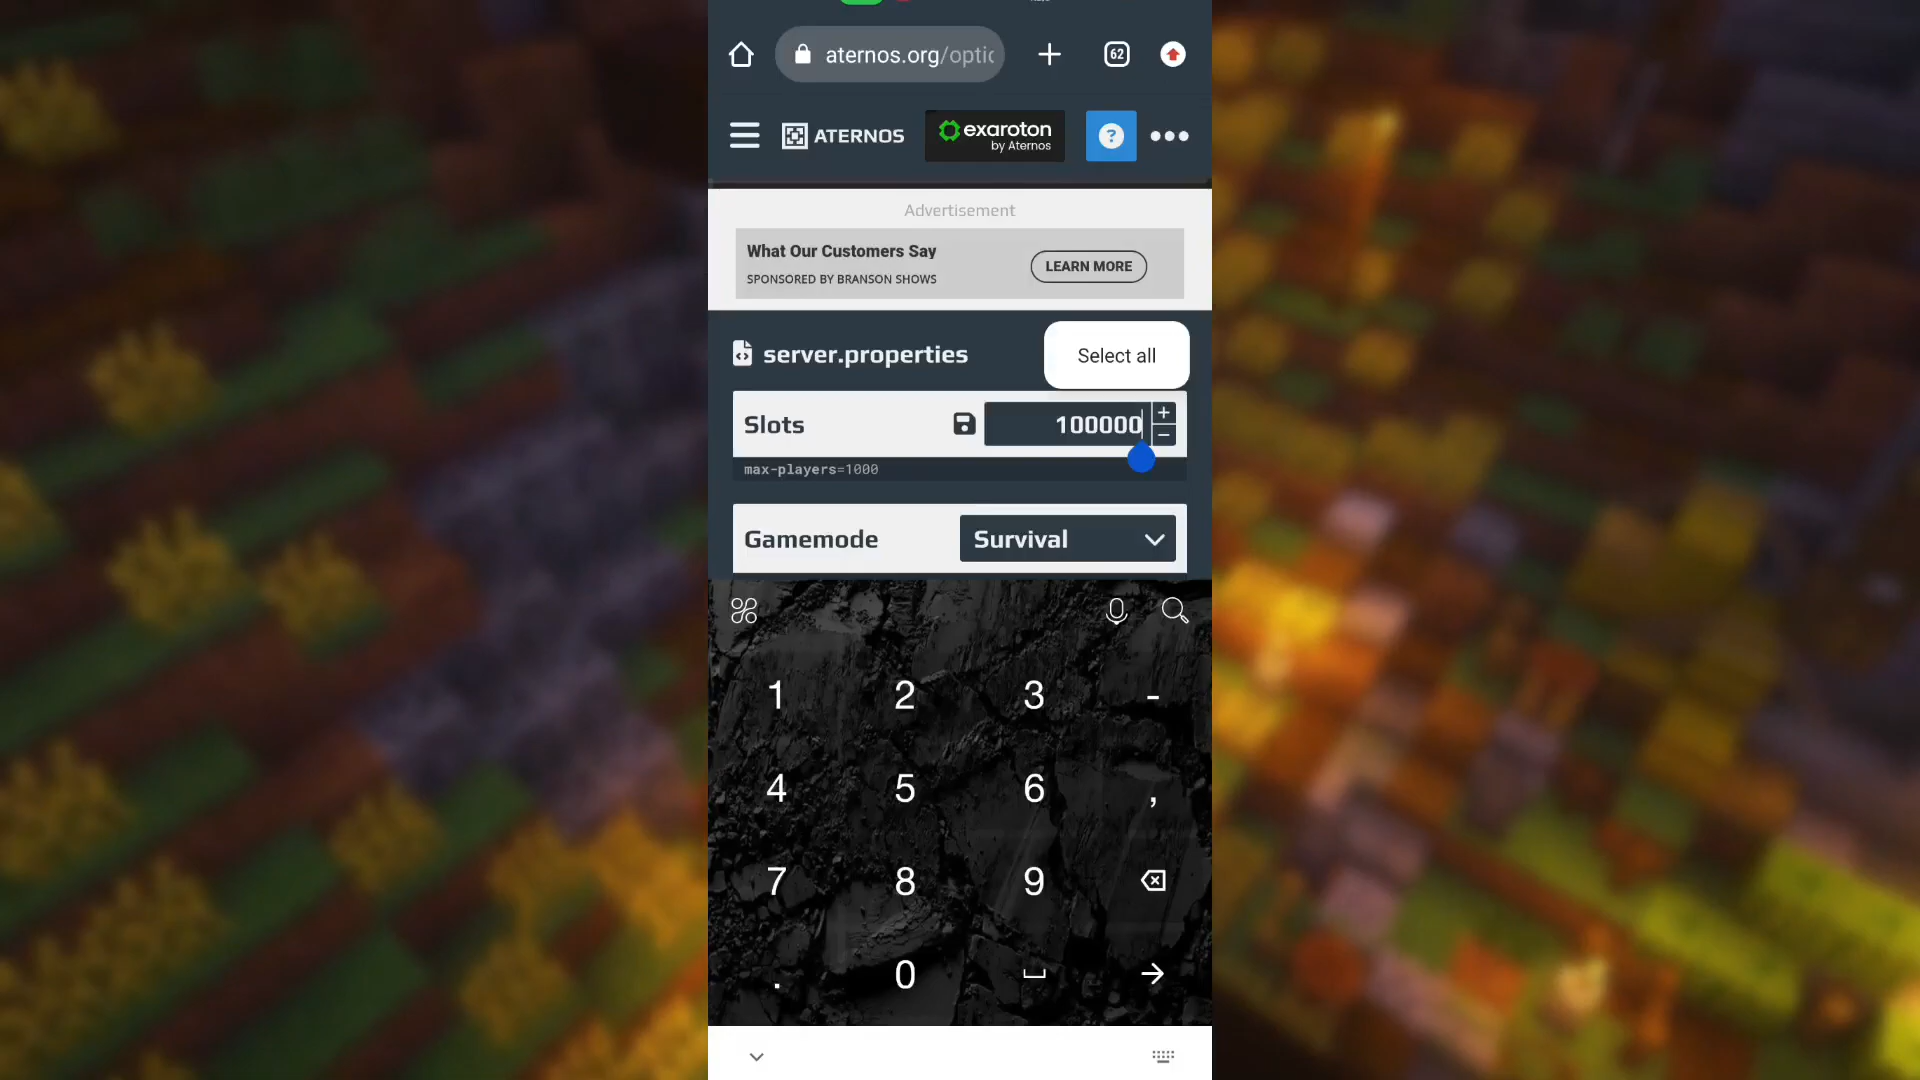 aternos.org/optic
62
ATERNOS
exaroton
by Aternos
?
Advertisement
What Our Customers Say
SPONSORED BY BRANSON SHOWS
LEARN MORE
server.properties
Select all
Slots
100000
+
-
max-players=1000
Gamemode
Survival
1 2 3 -
4 5 6 ,
7 8 9
. 0